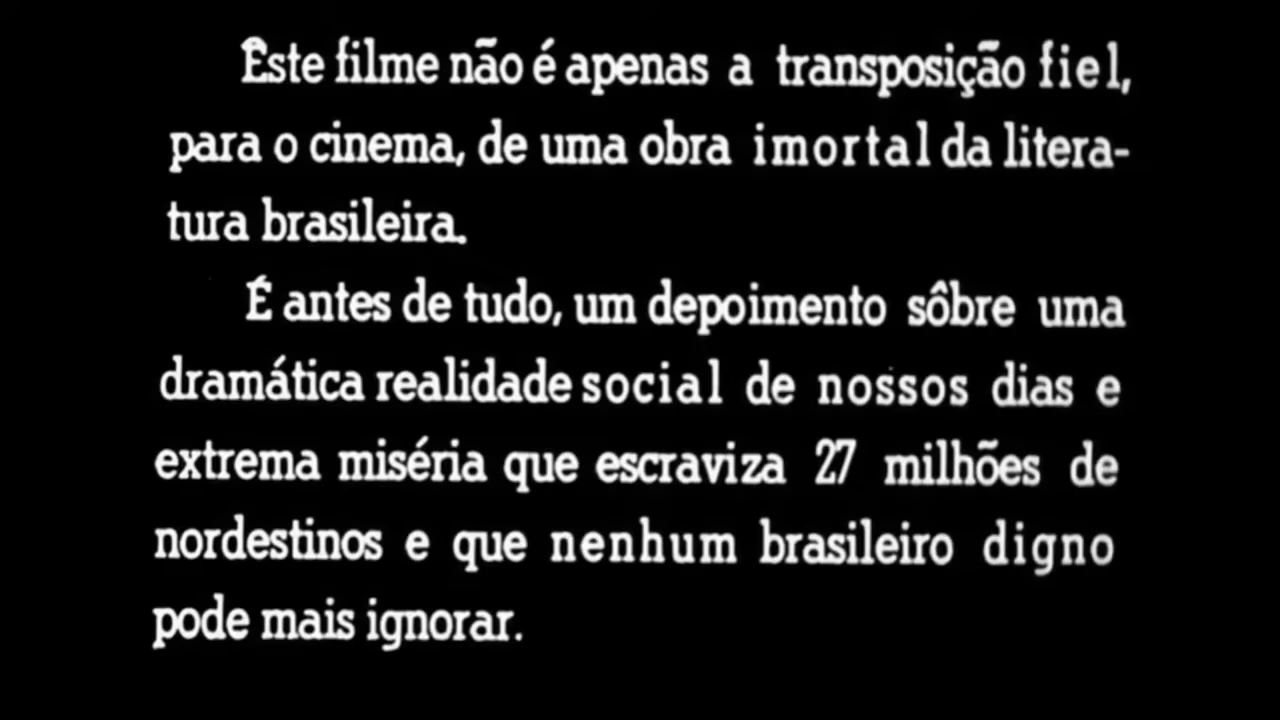 Êste filme não é apenas a transposição fiel,
para o cinema, de uma obra imortal da litera-
tura brasileira.
É antes de tudo, um depoimento sôbre uma
dramática realidade social de nossos dias e
extrema miséria que escraviza 27 milhões de
nordestinos e que nenhum brasileiro digno
pode mais ignorar.